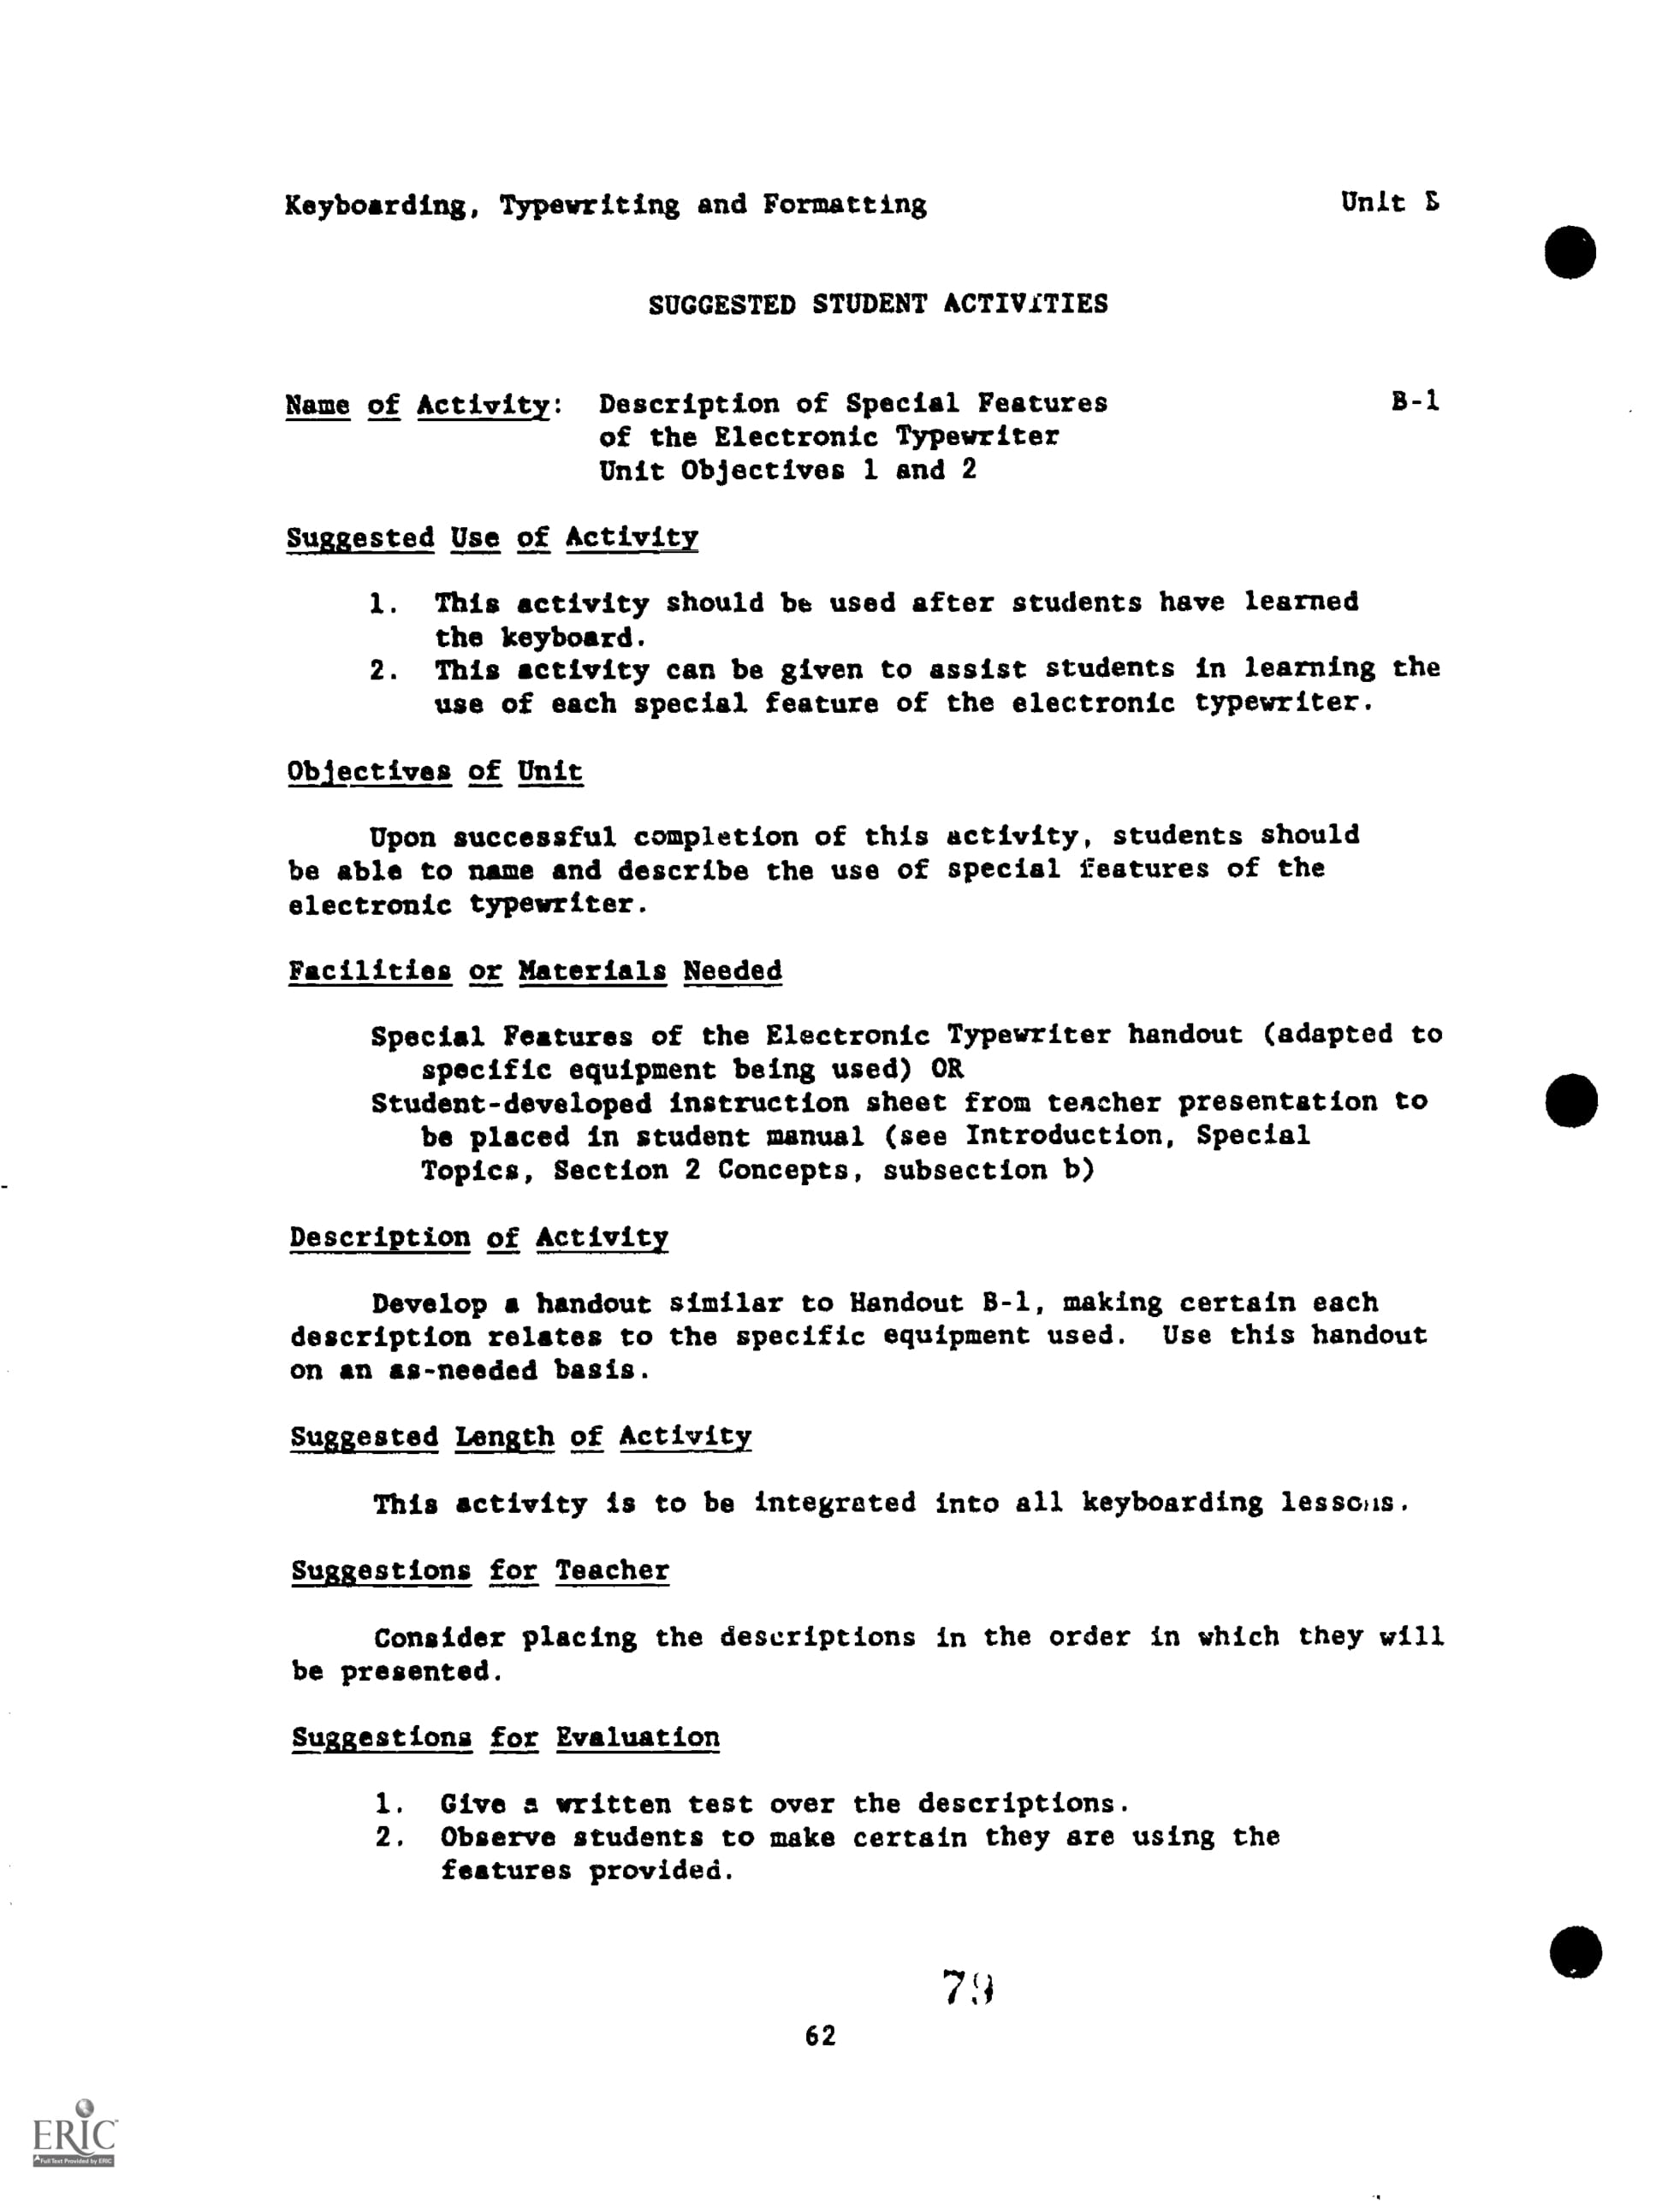 Keyboarding, Typewriting and Formatting Unit B
SUGGESTED STUDENT ACTIVITIES
Name of Activity: Description of Special Features B-1
of the Electronic Typewriter
Unit Objectives 1 and 2
Suggested Use of Activity
1. This activity should be used after students have learned
the keyboard.
2. This activity can be given to assist students in learning the
use of each special feature of the electronic typewriter.
Objectives of Unit
Upon successful completion of this activity, students should
be able to name and describe the use of special features of the
electronic typewriter.
Facilities or Materials Needed
Special Features of the Electronic Typewriter handout (adapted to
specific equipment being used) OR
Student-developed instruction sheet from teacher presentation to
be placed in student manual (see Introduction, Special
Topics, Section 2 Concepts, subsection b)
Description of Activity
Develop a handout similar to Handout B-1, making certain each
description relates to the specific equipment used. Use this handout
on an as-needed basis.
Suggested Length of Activity
This activity is to be integrated into all keyboarding lessons.
Suggestions for Teacher
Consider placing the descriptions in the order in which they will
be presented.
Suggestions for Evaluation
1. Give a written test over the descriptions.
2. Observe students to make certain they are using the
features provided.
79
62
ERIC
Full Text Provided by ERIC